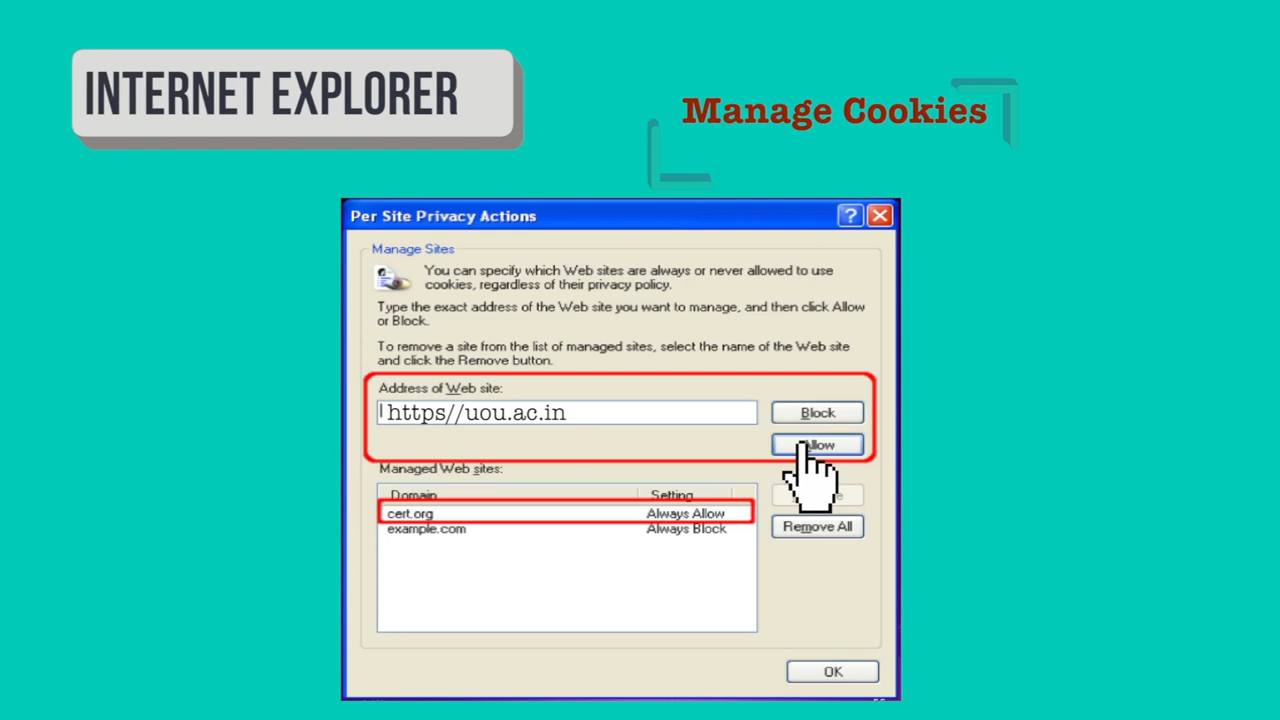 INTERNET EXPLORER
Manage Cookies
Per Site Privacy Actions
Manage Sites
You can specify which Web sites are always or never allowed to use
cookies, regardless of their privacy policy.
Type the exact address of the Web site you want to manage, and then click Allow
or Block.
To remove a site from the list of managed sites, select the name of the Web site
and click the Remove button.
Address of Web site:
https//uou.ac.in
Block
Allow
Managed Web sites:
Domain Setting
cert.org Always Allow
example.com Always Block
Remove All
OK